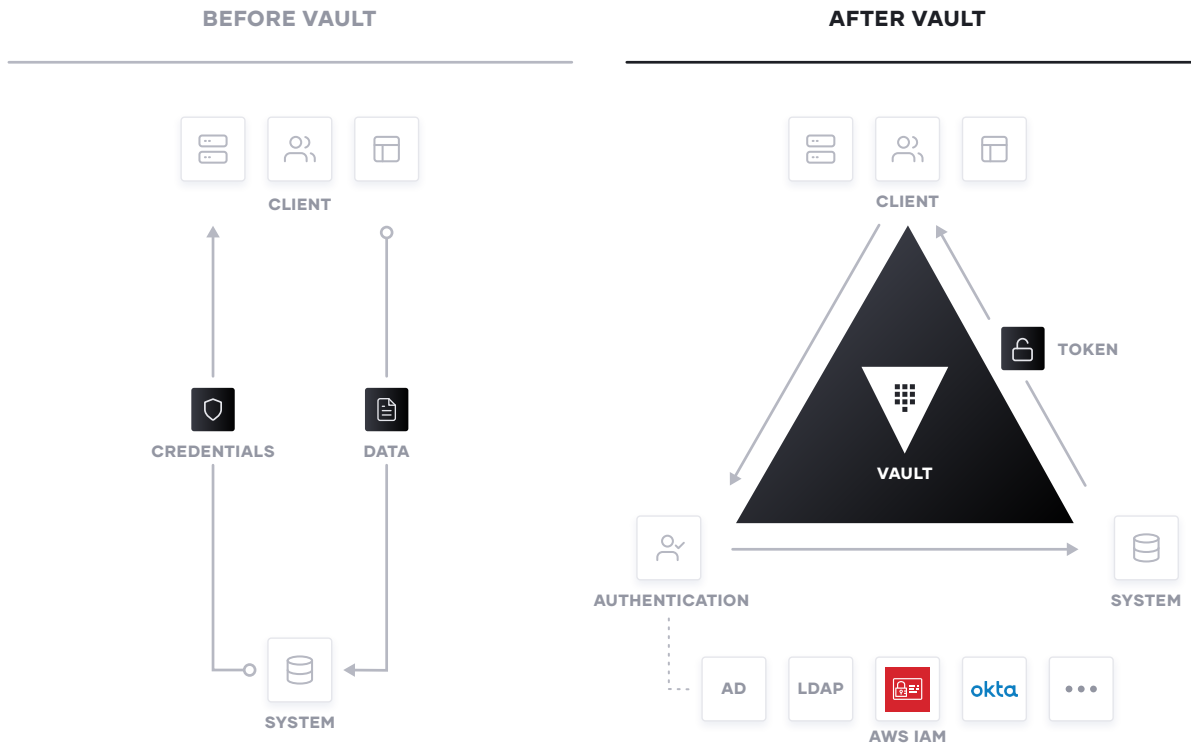 BEFORE VAULT
CLIENT
CREDENTIALS
DATA
SYSTEM
AFTER VAULT
CLIENT
TOKEN
VAULT
AUTHENTICATION
SYSTEM
AD
LDAP
AWS IAM
okta